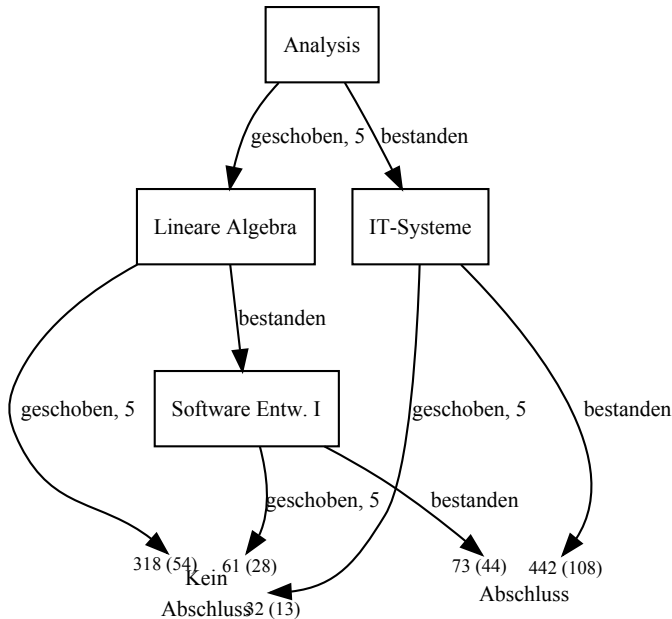 Analysis
geschoben, 5
bestanden
Lineare Algebra
IT-Systeme
bestanden
geschoben, 5
geschoben, 5
bestanden
Software Entw. I
geschoben, 5
bestanden
318 (54)
61 (28)
73 (44)
442 (108)
Kein
Abschluss
32 (13)
Abschluss